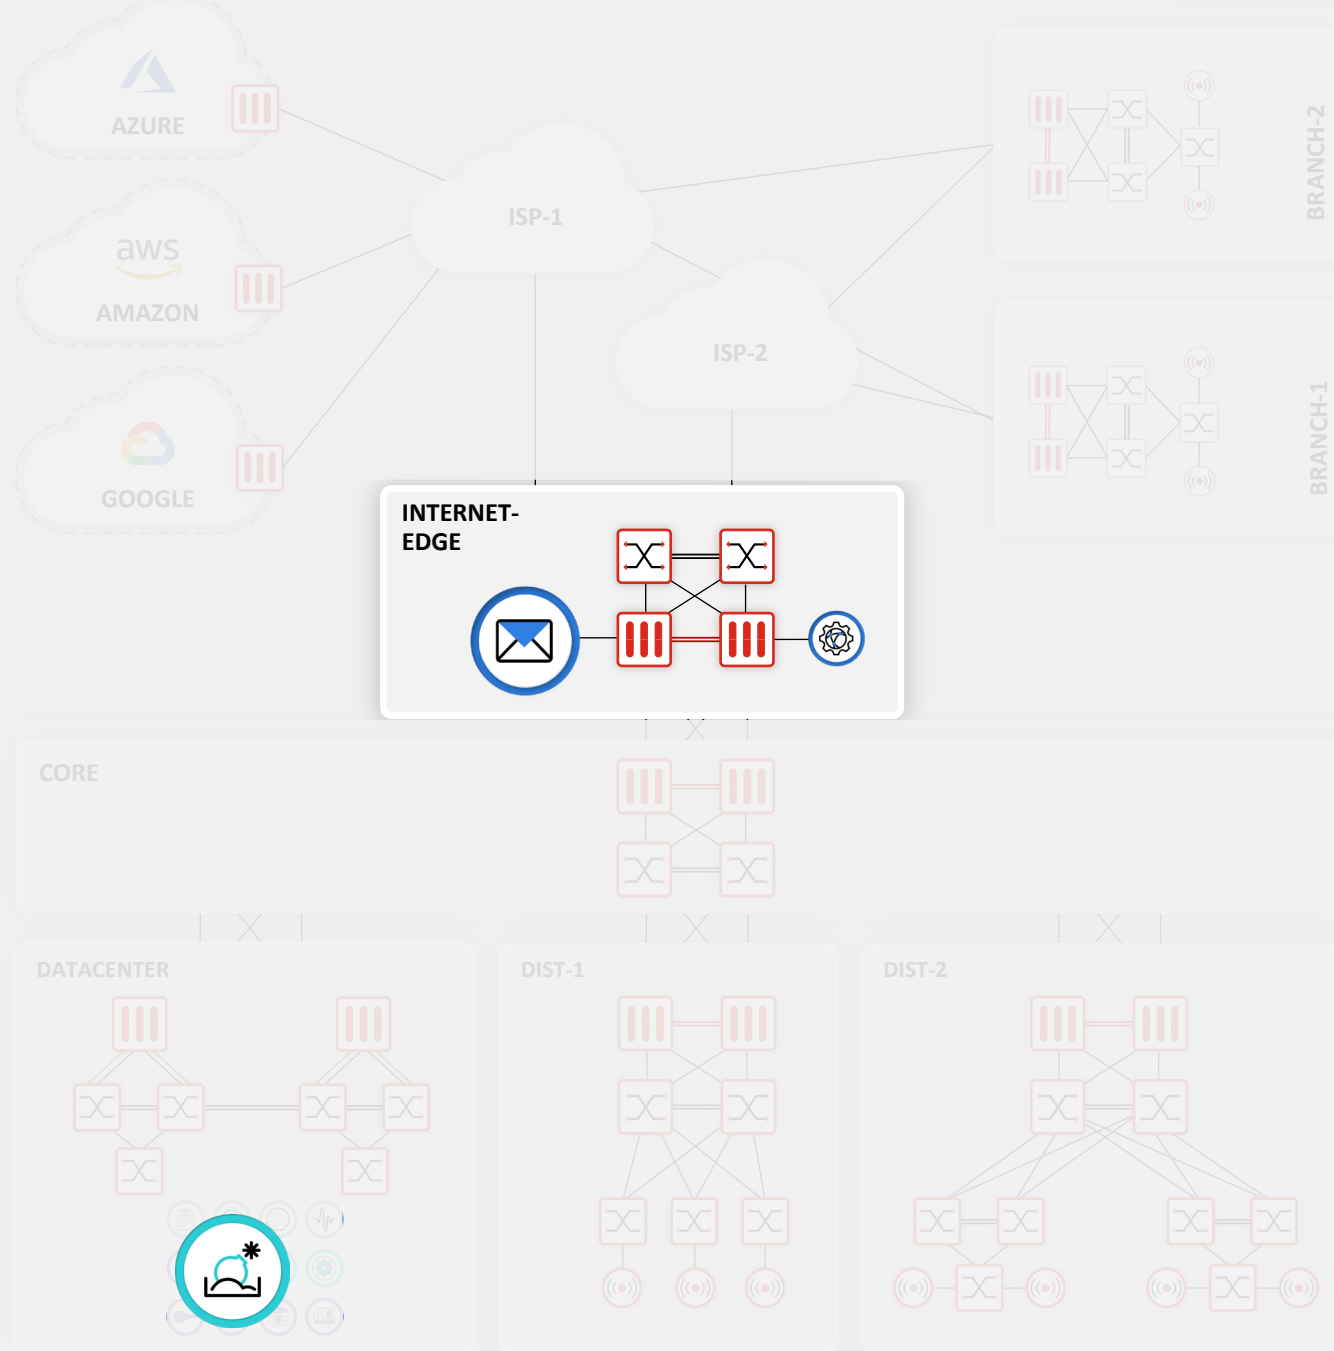 AZURE
aws
AMAZON
GOOGLE
ISP-1
ISP-2
BRANCH-2
BRANCH-1
INTERNET-
EDGE
CORE
DATACENTER
DIST-1
DIST-2